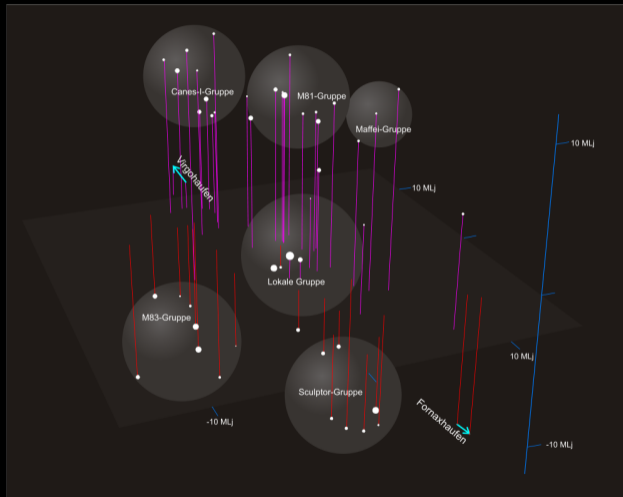 Canes-I-Gruppe
M81-Gruppe
Maffei-Gruppe
10 MLj
Virgohaufen
10 MLj
Lokale Gruppe
M83-Gruppe
10 MLj
Sculptor-Gruppe
-10 MLj
Fornaxhaufen
-10 MLj